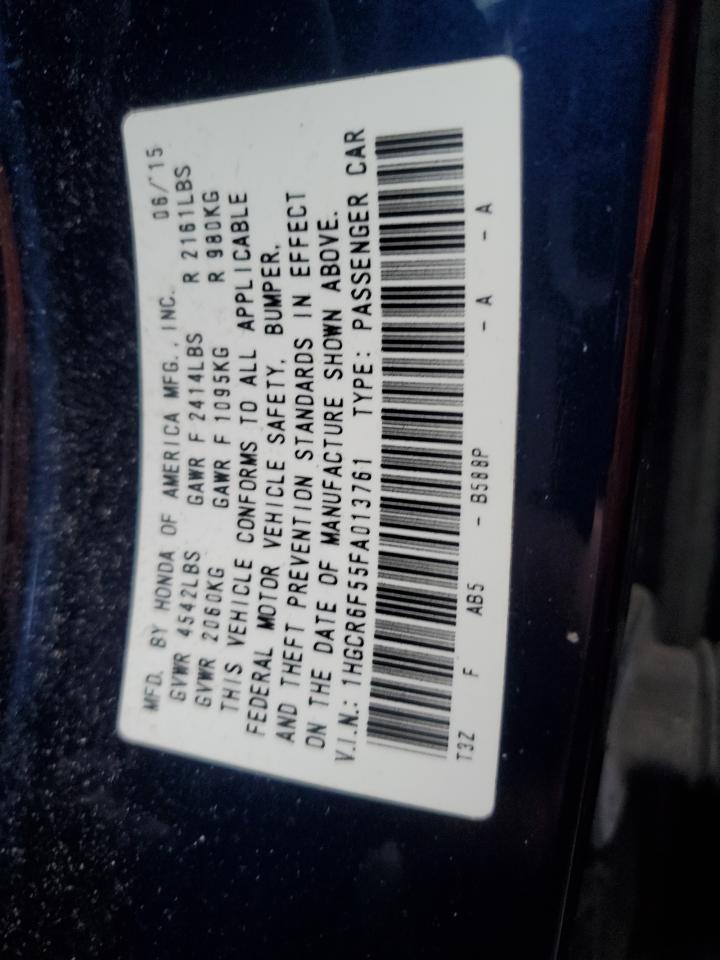 MFD. BY HONDA OF AMERICA MFG., INC. 06/'15
GVWR 4542LBS GAWR F 2414LBS R 2161LBS
GVWR 2060KG GAWR F 1095KG R 980KG
THIS VEHICLE CONFORMS TO ALL APPLICABLE
FEDERAL MOTOR VEHICLE SAFETY, BUMPER,
AND THEFT PREVENTION STANDARDS IN EFFECT
ON THE DATE OF MANUFACTURE SHOWN ABOVE.
V.I.N.: 1HGCR6F55FA013761 TYPE: PASSENGER CAR
T3Z F AB5 - B588P - A - A